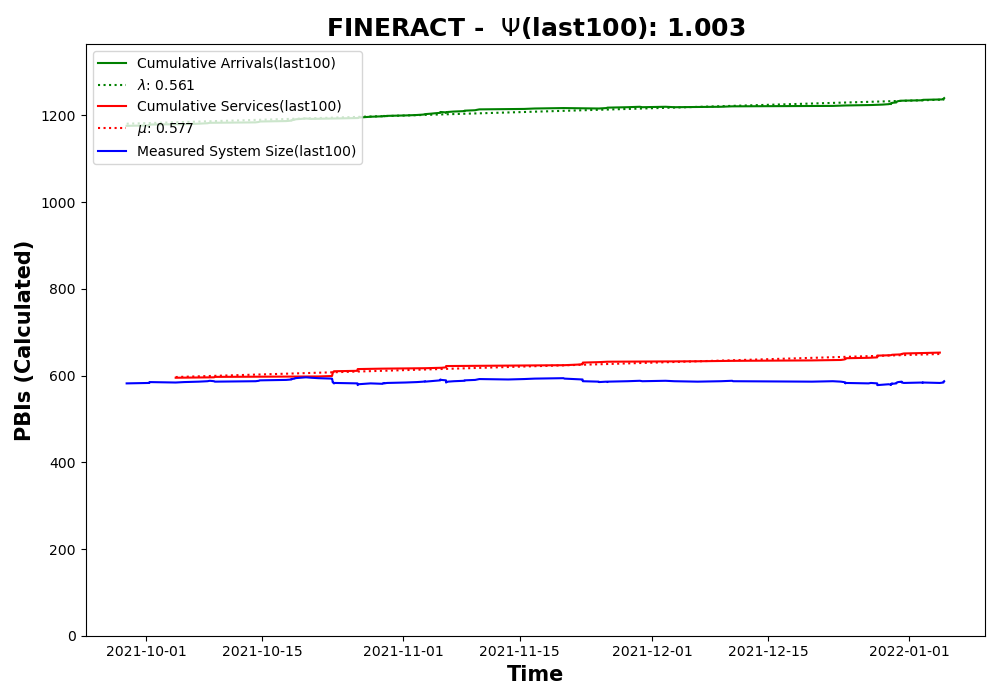 FINERACT - Ψ(last100): 1.003
Cumulative Arrivals(last100)
λ: 0.561
Cumulative Services(last100)
μ: 0.577
Measured System Size(last100)
PBIs (Calculated)
1200
1000
800
600
400
200
0
2021-10-01 2021-10-15 2021-11-01 2021-11-15 2021-12-01 2021-12-15 2022-01-01
Time